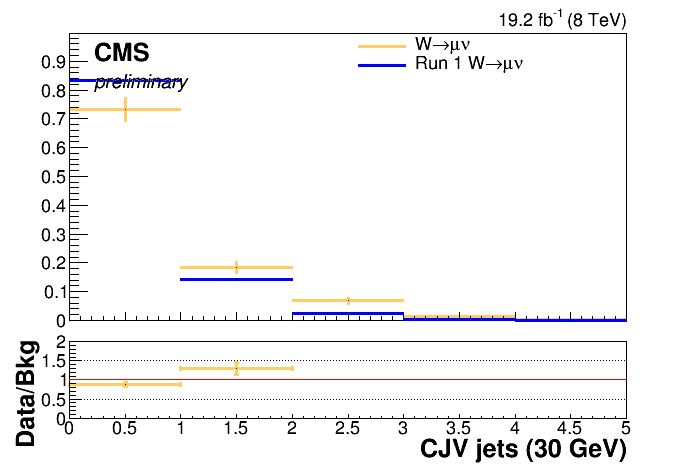 19.2 fb-1 (8 TeV)
CMS
preliminary
W→μν
Run 1 W→μν
0.9
0.8
0.7
0.6
0.5
0.4
0.3
0.2
0.1
0
Data/Bkg
2
1.5
1
0.5
0
0 0.5 1 1.5 2 2.5 3 3.5 4 4.5 5
CJV jets (30 GeV)